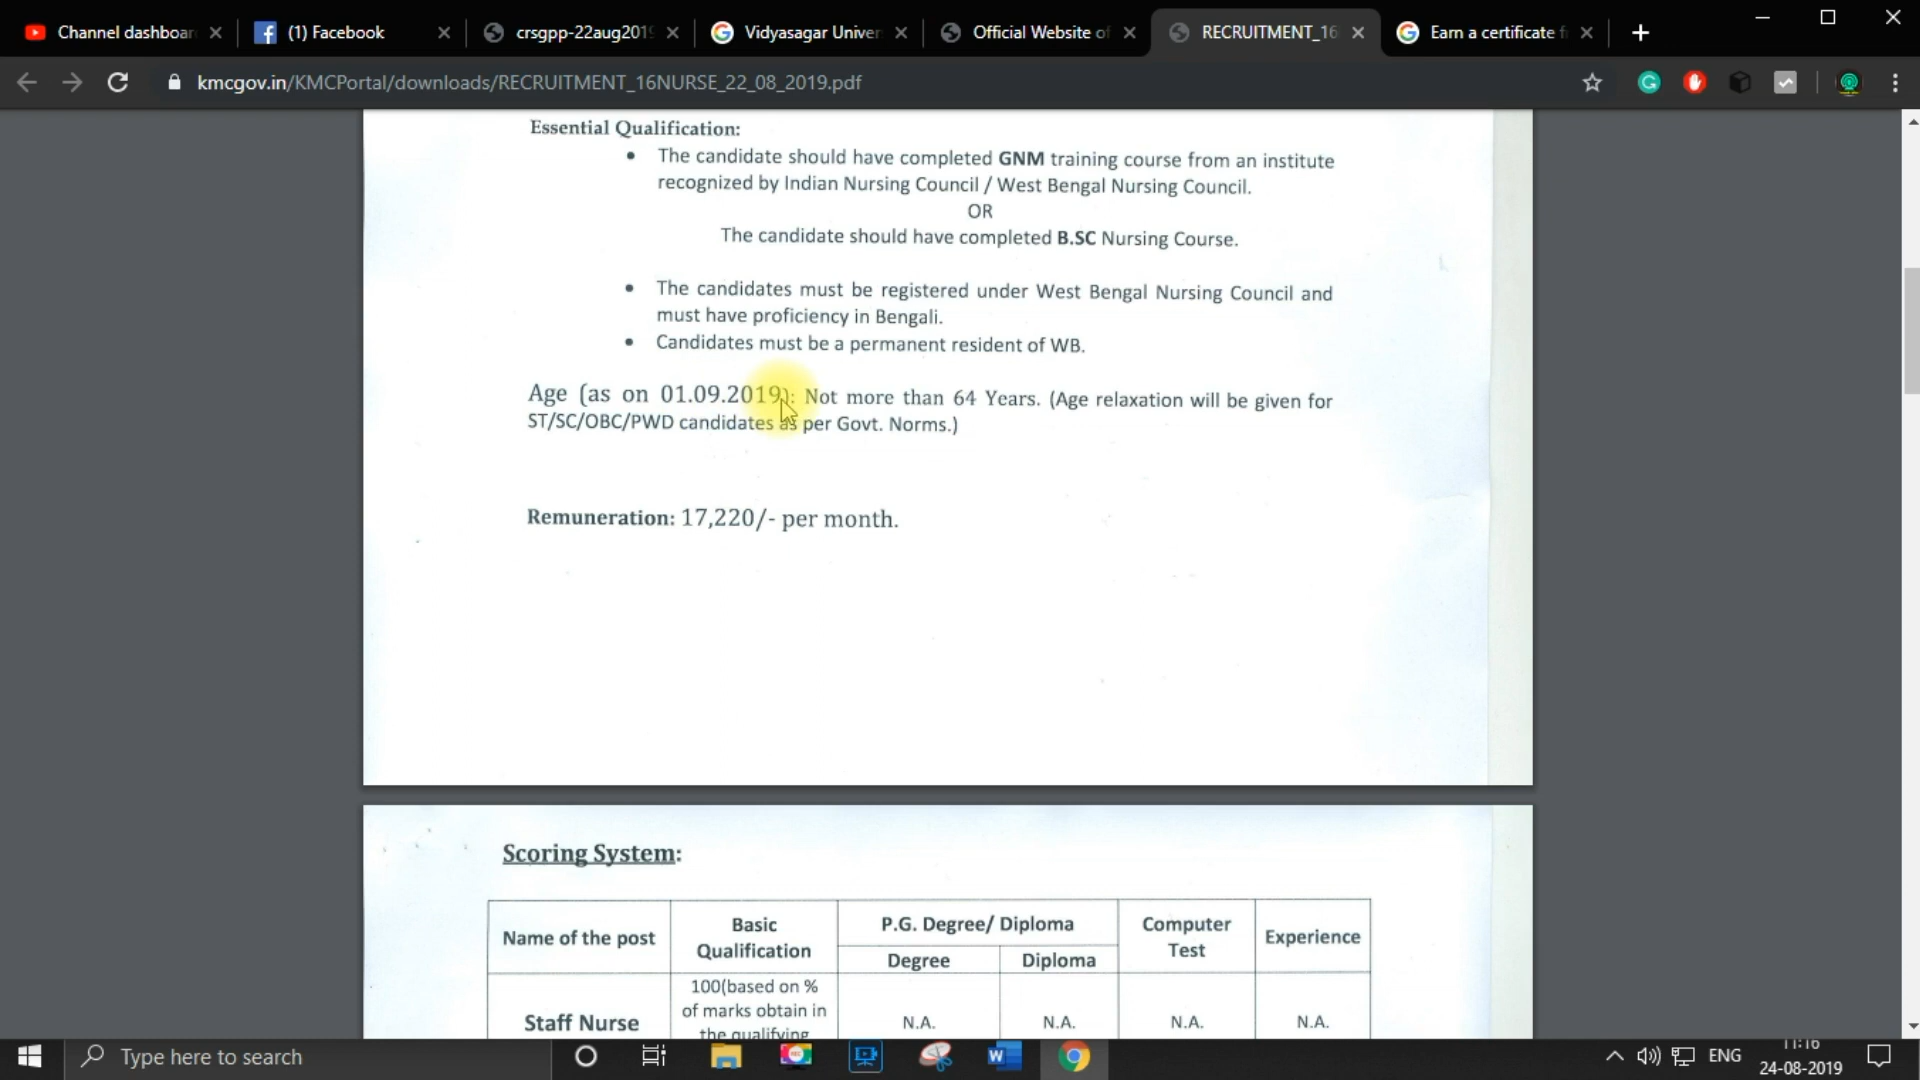 Channel dashboar
(1) Facebook
crsgpp-22aug2019
Vidyasagar Univer
Official Website of
RECRUITMENT_16
Earn a certificate f
kmcgov.in/KMCPortal/downloads/RECRUITMENT_16NURSE_22_08_2019.pdf
Essential Qualification:
• The candidate should have completed GNM training course from an institute
recognized by Indian Nursing Council / West Bengal Nursing Council.
OR
The candidate should have completed B.SC Nursing Course.
• The candidates must be registered under West Bengal Nursing Council and
must have proficiency in Bengali.
• Candidates must be a permanent resident of WB.
Age (as on 01.09.2019): Not more than 64 Years. (Age relaxation will be given for
ST/SC/OBC/PWD candidates as per Govt. Norms.)
Remuneration: 17,220/- per month.
Scoring System:
Name of the post
Basic
Qualification
P.G. Degree/ Diploma
Degree
Diploma
Computer
Test
Experience
Staff Nurse
100(based on %
of marks obtain in
the qualifying
N.A.
N.A.
N.A.
N.A.
Type here to search
ENG
11:16
24-08-2019